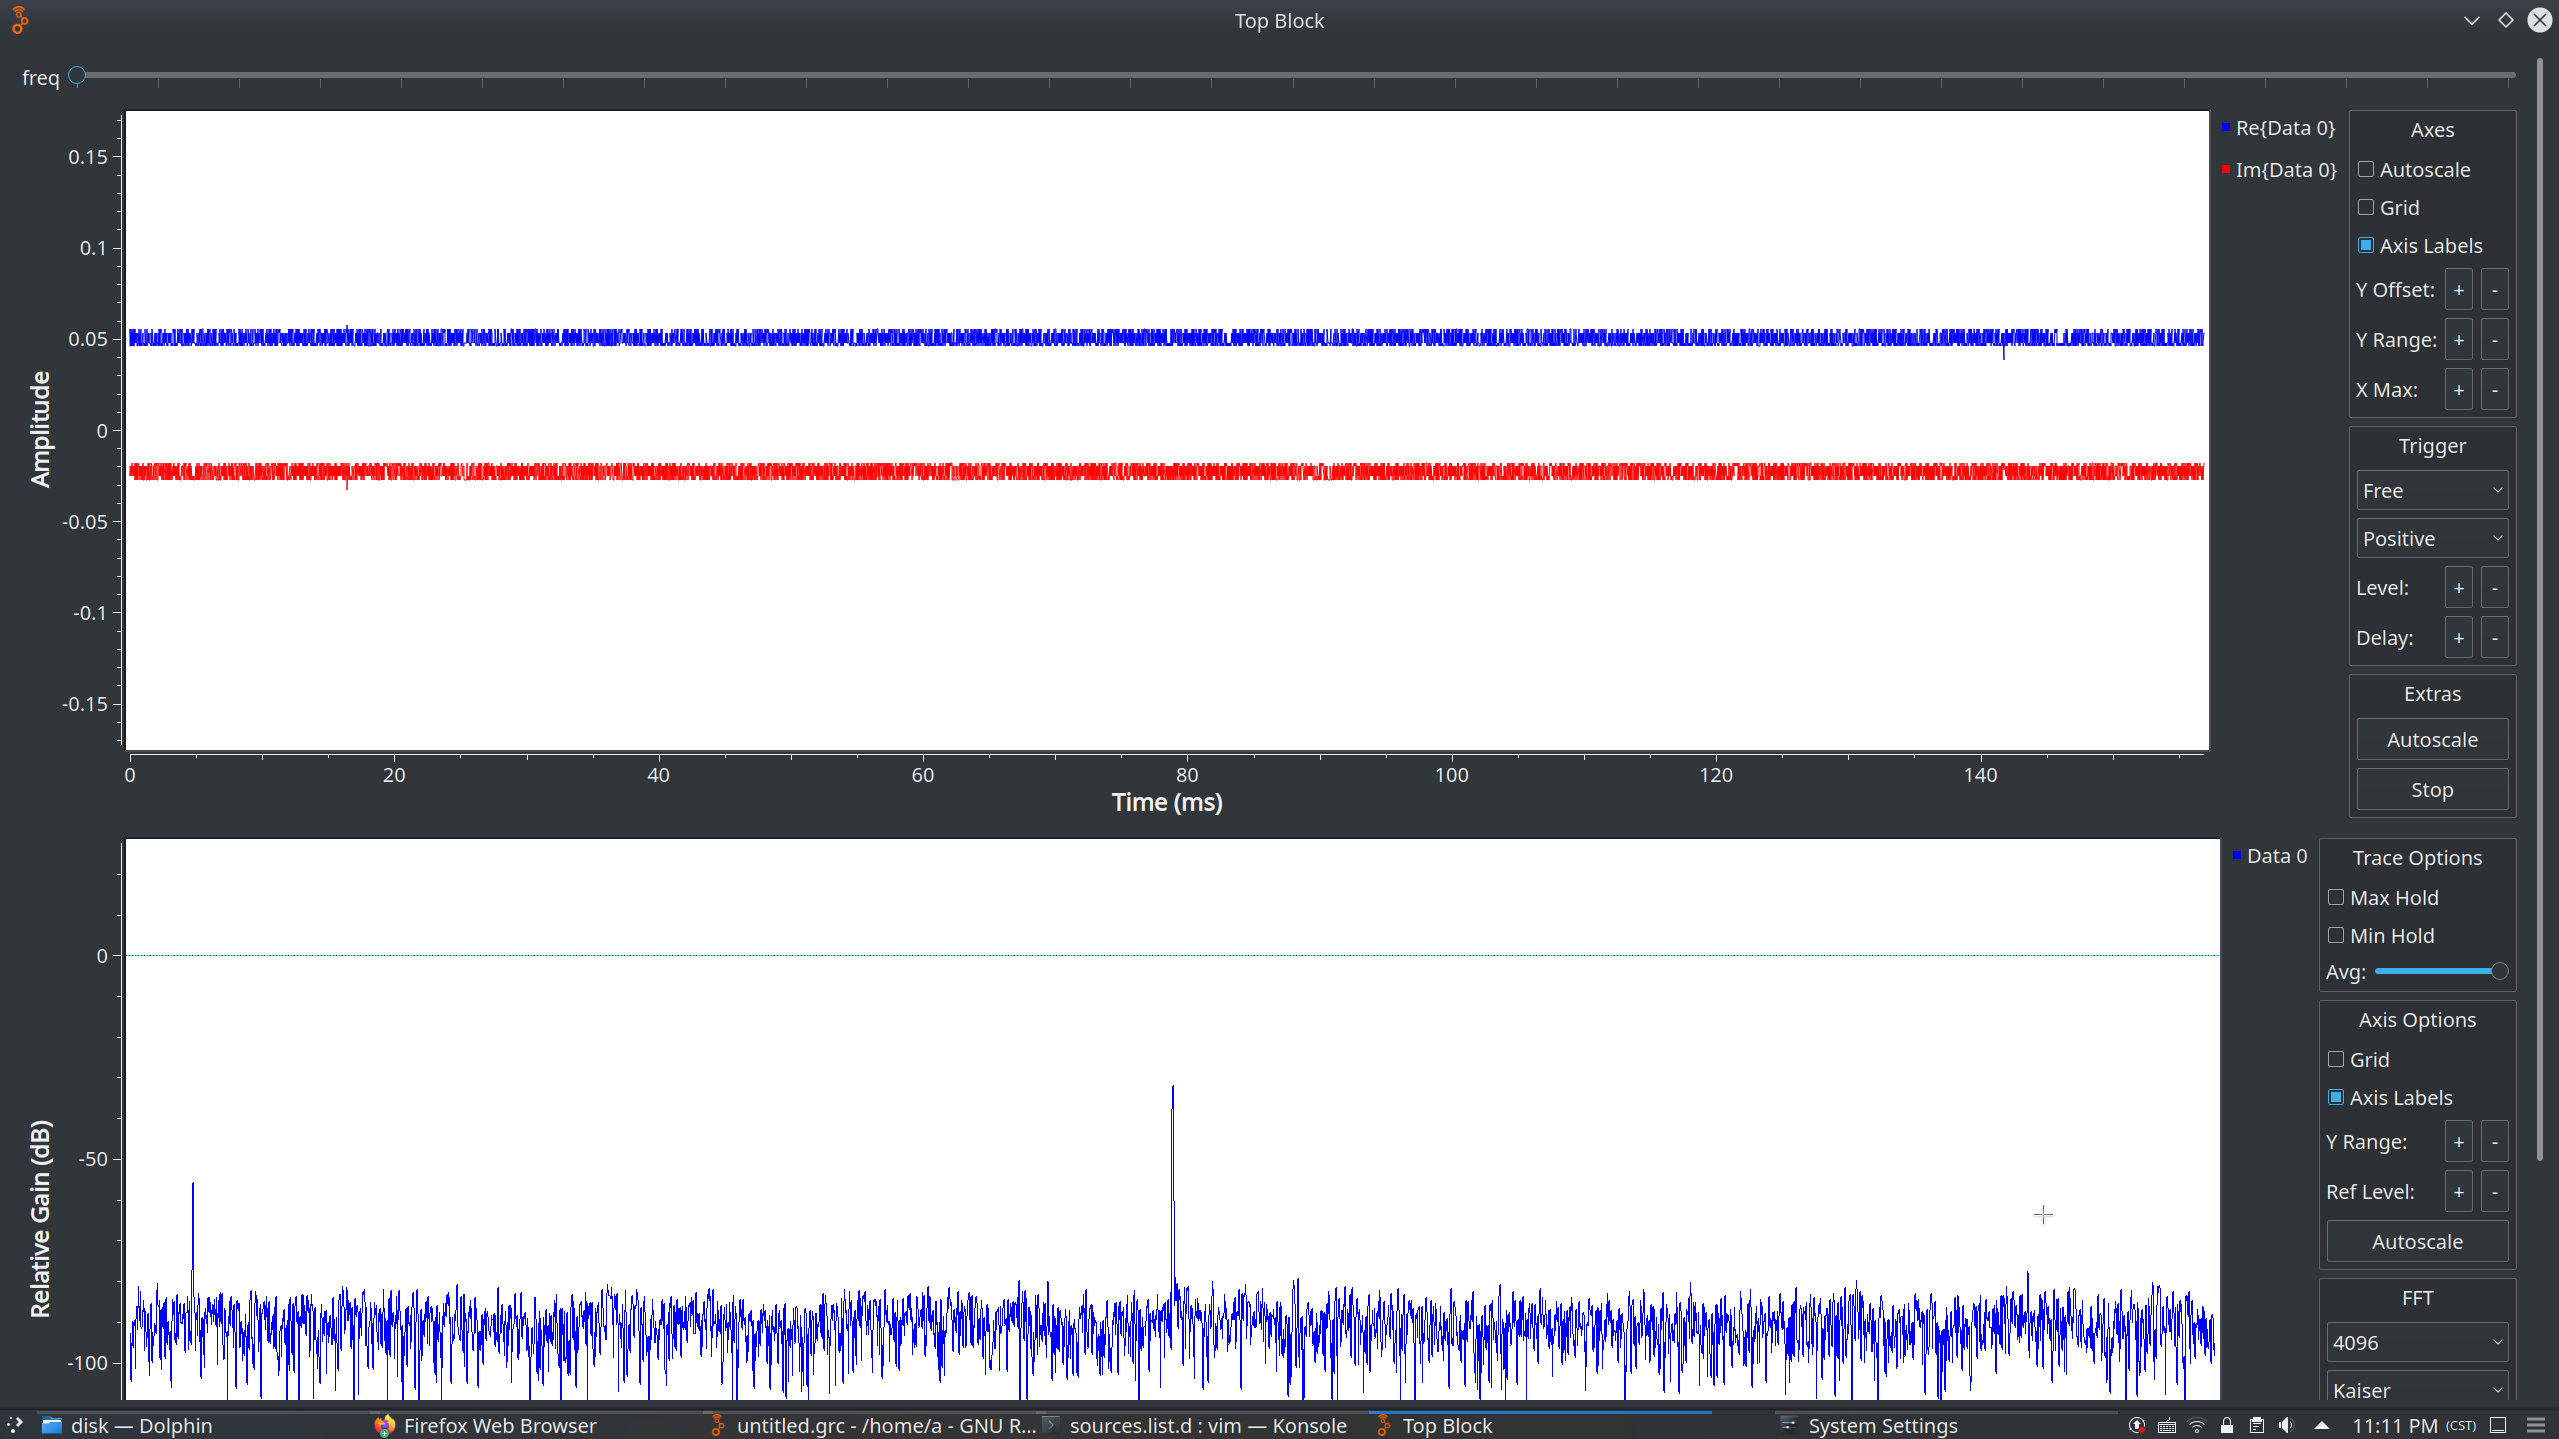 Top Block
freq
0.15
0.1
0.05
0
-0.05
-0.1
-0.15
Amplitude
0
20
40
60
80
100
120
140
Time (ms)
Re{Data 0}
Im{Data 0}
Axes
Autoscale
Grid
Axis Labels
Y Offset: + -
Y Range: + -
X Max: + -
Trigger
Free
Positive
Level: + -
Delay: + -
Extras
Autoscale
Stop
0
-50
-100
Relative Gain (dB)
Data 0
Trace Options
Max Hold
Min Hold
Avg:
Axis Options
Grid
Axis Labels
Y Range: + -
Ref Level: + -
Autoscale
FFT
4096
Kaiser
disk — Dolphin
Firefox Web Browser
untitled.grc - /home/a - GNU R...
sources.list.d : vim — Konsole
Top Block
System Settings
11:11 PM (CST)